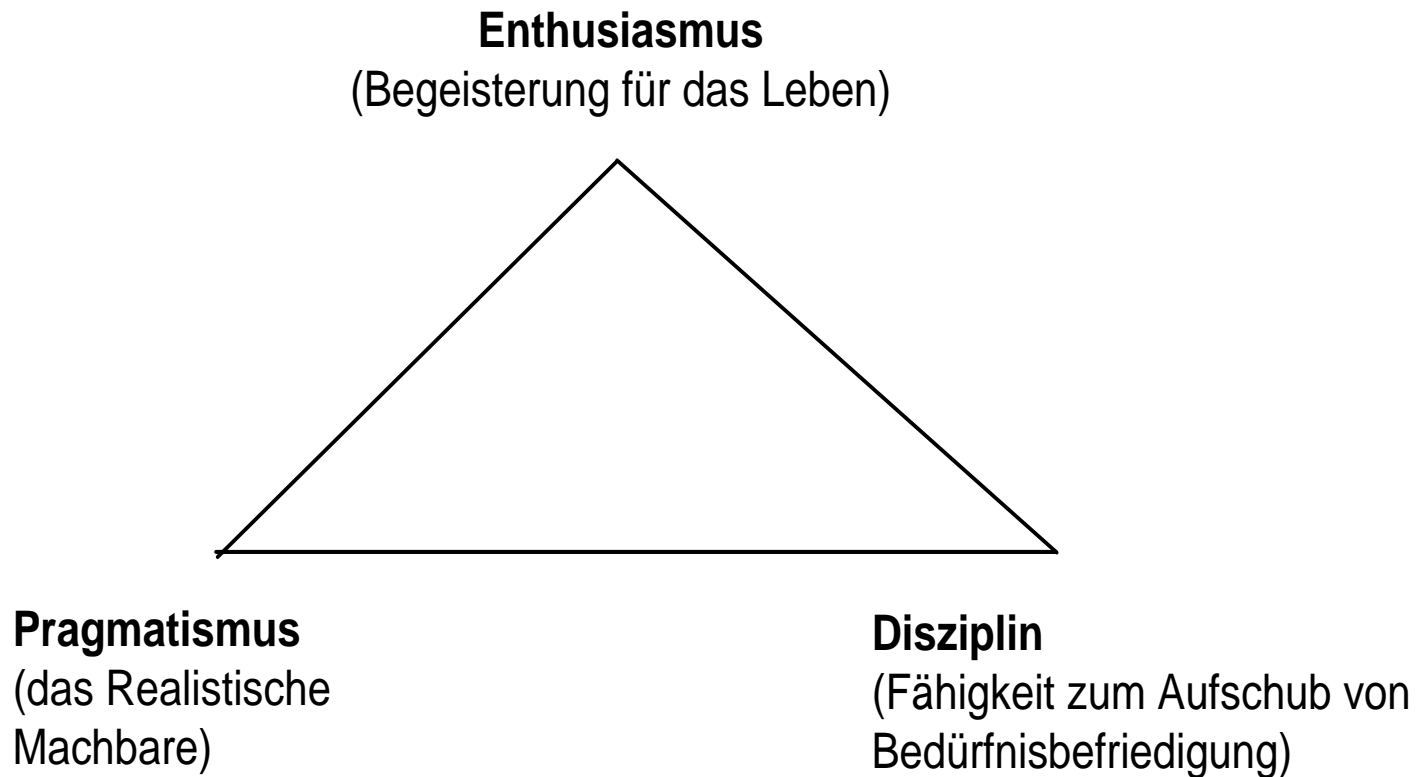 Enthusiasmus
(Begeisterung für das Leben)
Pragmatismus
(das Realistische
Machbare)
Disziplin
(Fähigkeit zum Aufschub von
Bedürfnisbefriedigung)